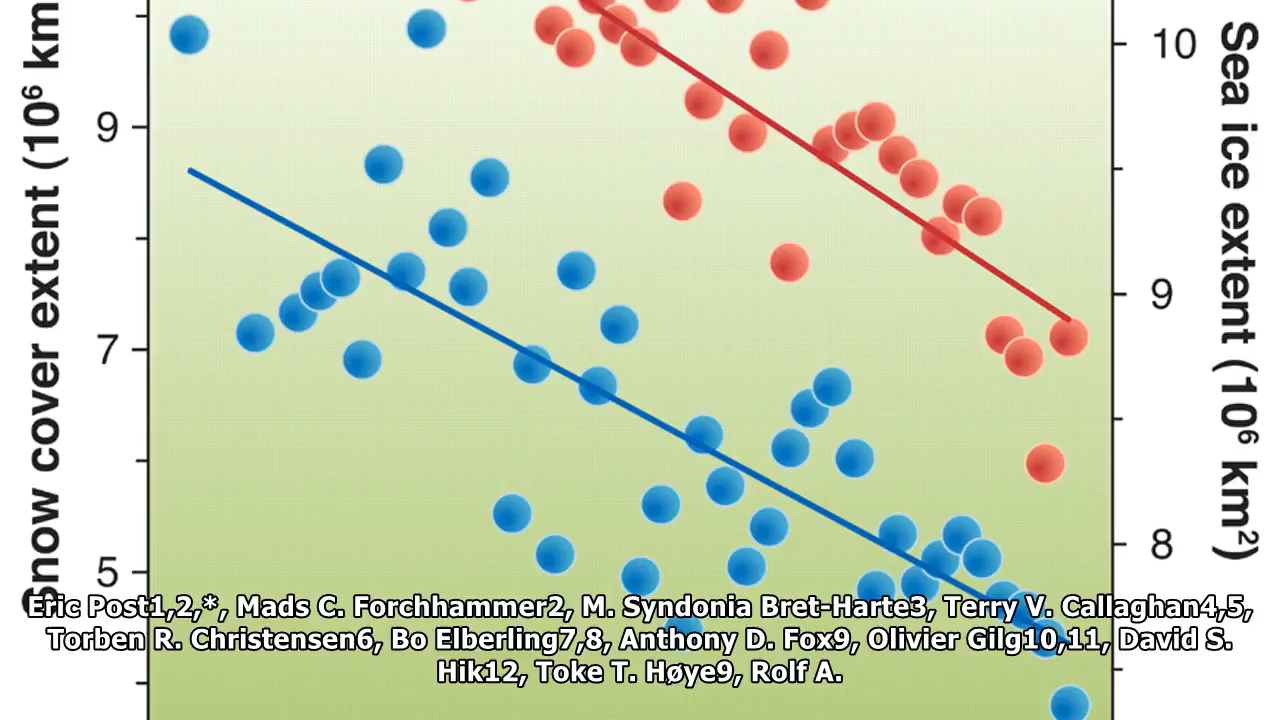 Snow cover extent (10⁶ km
9
7
5
10
9
8
Sea ice extent (10⁶ km²)
Eric Post1,2,*, Mads C. Forchhammer2, M. Syndonia Bret-Harte3, Terry V. Callaghan4,5,
Torben R. Christensen6, Bo Elberling7,8, Anthony D. Fox9, Olivier Gilg10,11, David S.
Hik12, Toke T. Høye9, Rolf A.